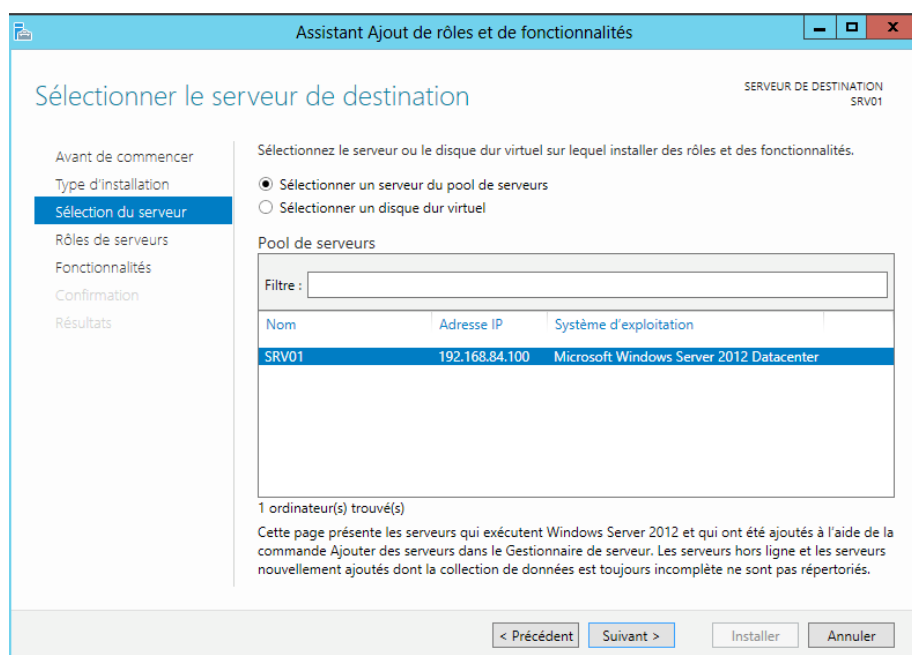 Assistant Ajout de rôles et de fonctionnalités
Sélectionner le serveur de destination
SERVEUR DE DESTINATION
SRV01
Avant de commencer
Type d'installation
Sélection du serveur
Rôles de serveurs
Fonctionnalités
Confirmation
Résultats
Sélectionnez le serveur ou le disque dur virtuel sur lequel installer des rôles et des fonctionnalités.
Sélectionner un serveur du pool de serveurs
Sélectionner un disque dur virtuel
Pool de serveurs
Filtre :
Nom Adresse IP Système d'exploitation
SRV01 192.168.84.100 Microsoft Windows Server 2012 Datacenter
1 ordinateur(s) trouvé(s)
Cette page présente les serveurs qui exécutent Windows Server 2012 et qui ont été ajoutés à l'aide de la
commande Ajouter des serveurs dans le Gestionnaire de serveur. Les serveurs hors ligne et les serveurs
nouvellement ajoutés dont la collection de données est toujours incomplète ne sont pas répertoriés.
< Précédent Suivant > Installer Annuler